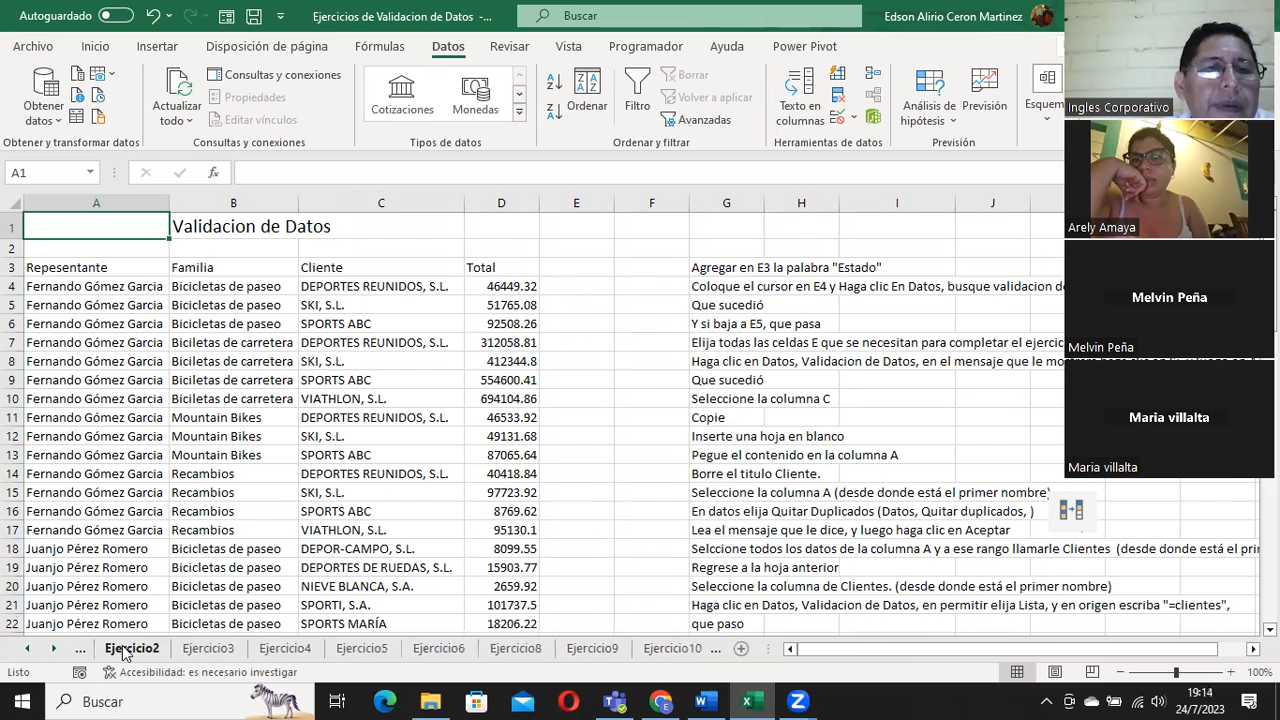 Autoguardado
Ejercicios de Validacion de Datos -...
Buscar
Edson Alirio Ceron Martinez
Archivo Inicio Insertar Disposición de página Fórmulas Datos Revisar Vista Programador Ayuda Power Pivot
Obtener datos
Actualizar todo
Consultas y conexiones
Propiedades
Editar vínculos
Cotizaciones
Monedas
Ordenar
Filtro
Borrar
Volver a aplicar
Avanzadas
Texto en columnas
Análisis de hipótesis
Previsión
Esquem
Obtener y transformar datos
Consultas y conexiones
Tipos de datos
Ordenar y filtrar
Herramientas de datos
Previsión
A1
fx
A B C D E F G H I J
1 Validacion de Datos
2
3 Repesentante Familia Cliente Total Agregar en E3 la palabra "Estado"
4 Fernando Gómez Garcia Bicicletas de paseo DEPORTES REUNIDOS, S.L. 46449.32 Coloque el cursor en E4 y Haga clic En Datos, busque validacion de
5 Fernando Gómez Garcia Bicicletas de paseo SKI, S.L. 51765.08 Que sucedió
6 Fernando Gómez Garcia Bicicletas de paseo SPORTS ABC 92508.26 Y si baja a E5, que pasa
7 Fernando Gómez Garcia Biciletas de carretera DEPORTES REUNIDOS, S.L. 312058.81 Elija todas las celdas E que se necesitan para completar el ejercic
8 Fernando Gómez Garcia Biciletas de carretera SKI, S.L. 412344.8 Haga clic en Datos, Validacion de Datos, en el mensaje que le
9 Fernando Gómez Garcia Biciletas de carretera SPORTS ABC 554600.41 Que sucedió
10 Fernando Gómez Garcia Biciletas de carretera VIATHLON, S.L. 694104.86 Seleccione la columna C
11 Fernando Gómez Garcia Mountain Bikes DEPORTES REUNIDOS, S.L. 46533.92 Copie
12 Fernando Gómez Garcia Mountain Bikes SKI, S.L. 49131.68 Inserte una hoja en blanco
13 Fernando Gómez Garcia Mountain Bikes SPORTS ABC 87065.64 Pegue el contenido en la columna A
14 Fernando Gómez Garcia Recambios DEPORTES REUNIDOS, S.L. 40418.84 Borre el titulo Cliente.
15 Fernando Gómez Garcia Recambios SKI, S.L. 97723.92 Seleccione la columna A (desde donde está el primer nombre)
16 Fernando Gómez Garcia Recambios SPORTS ABC 8769.62 En datos elija Quitar Duplicados (Datos, Quitar duplicados, )
17 Fernando Gómez Garcia Recambios VIATHLON, S.L. 95130.1 Lea el mensaje que le dice, y luego haga clic en Aceptar
18 Juanjo Pérez Romero Bicicletas de paseo DEPOR-CAMPO, S.L. 8099.55 Selccione todos los datos de la columna A y a ese rango llamarle Clientes (desde donde está el prir
19 Juanjo Pérez Romero Bicicletas de paseo DEPORTES DE RUEDAS, S.L. 15903.77 Regrese a la hoja anterior
20 Juanjo Pérez Romero Bicicletas de paseo NIEVE BLANCA, S.A. 2659.92 Seleccione la columna de Clientes. (desde donde está el primer nombre)
21 Juanjo Pérez Romero Bicicletas de paseo SPORTI, S.A. 101737.5 Haga clic en Datos, Validacion de Datos, en permitir elija Lista, y en origen escriba "=clientes",
22 Juanjo Pérez Romero Bicicletas de paseo SPORTS MARÍA 18206.22 que paso
... Ejercicio2 Ejercicio3 Ejercicio4 Ejercicio5 Ejercicio6 Ejercicio8 Ejercicio9 Ejercicio10 ...
Listo
Accesibilidad: es necesario investigar
100%
Buscar
19:14
24/7/2023
Ingles Corporativo
Arely Amaya
Melvin Peña
Melvin Peña
Maria villalta
Maria villalta